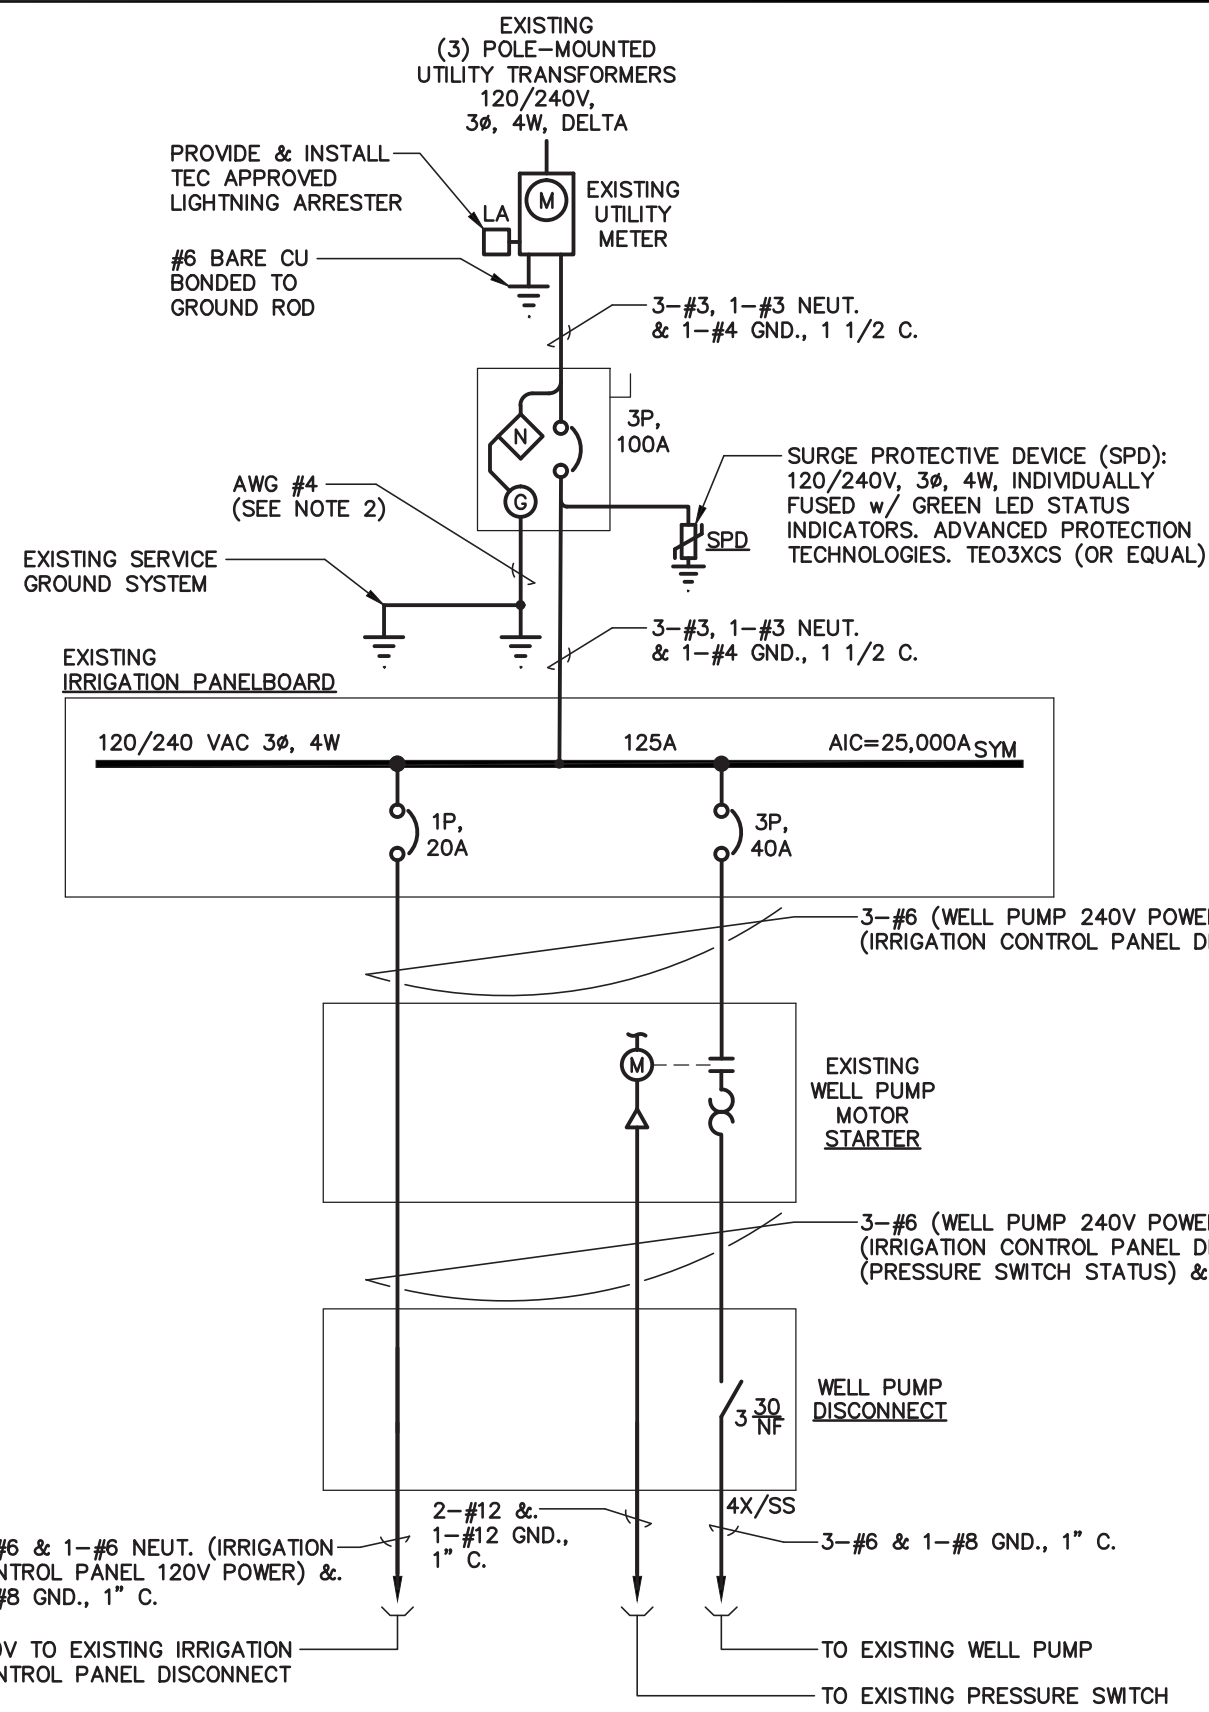 EXISTING
(3) POLE-MOUNTED
UTILITY TRANSFORMERS
120/240V,
3ø, 4W, DELTA
PROVIDE & INSTALL
TEC APPROVED
LIGHTNING ARRESTER
LA
M
EXISTING
UTILITY
METER
#6 BARE CU
BONDED TO
GROUND ROD
3-#3, 1-#3 NEUT.
& 1-#4 GND., 1 1/2 C.
N
3P,
100A
G
AWG #4
(SEE NOTE 2)
SURGE PROTECTIVE DEVICE (SPD):
120/240V, 3ø, 4W, INDIVIDUALLY
FUSED w/ GREEN LED STATUS
INDICATORS. ADVANCED PROTECTION
TECHNOLOGIES. TE03XCS (OR EQUAL)
SPD
EXISTING SERVICE
GROUND SYSTEM
3-#3, 1-#3 NEUT.
& 1-#4 GND., 1 1/2 C.
EXISTING
IRRIGATION PANELBOARD
120/240 VAC 3ø, 4W 125A AIC=25,000A SYM
1P,
20A
3P,
40A
3-#6 (WELL PUMP 240V
(IRRIGATION CONTROL PANEL
M
EXISTING
WELL PUMP
MOTOR
STARTER
3-#6 (WELL PUMP 240V
(IRRIGATION CONTROL PANEL
(PRESSURE SWITCH STATUS) &
WELL PUMP
DISCONNECT
3 30
NF
4X/SS
2-#12 &.
1-#12 GND.,
1" C.
#6 & 1-#6 NEUT. (IRRIGATION
PANEL 120V POWER) &.
#8 GND., 1" C.
3-#6 & 1-#8 GND., 1" C.
TO EXISTING IRRIGATION
PANEL DISCONNECT
TO EXISTING WELL PUMP
TO EXISTING PRESSURE SWITCH